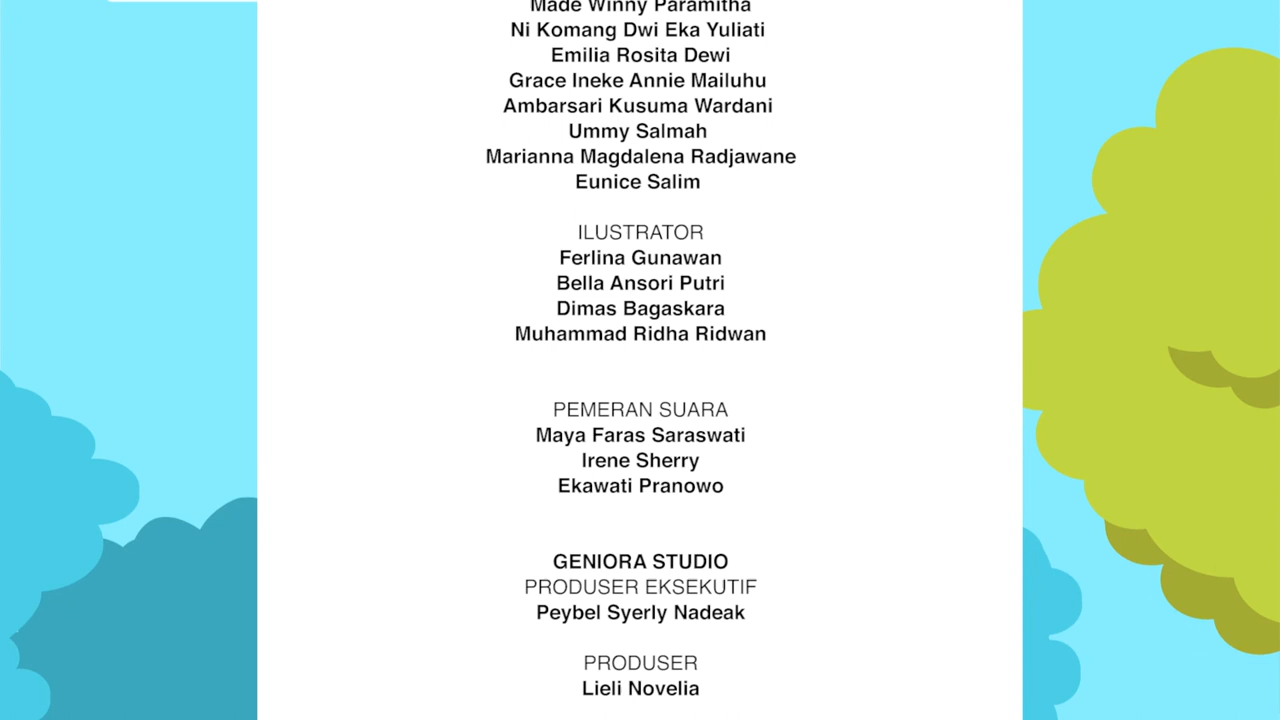 Made Winny Paramitha
Ni Komang Dwi Eka Yuliati
Emilia Rosita Dewi
Grace Ineke Annie Mailuhu
Ambarsari Kusuma Wardani
Ummy Salmah
Marianna Magdalena Radjawane
Eunice Salim
ILUSTRATOR
Ferlina Gunawan
Bella Ansori Putri
Dimas Bagaskara
Muhammad Ridha Ridwan
PEMERAN SUARA
Maya Faras Saraswati
Irene Sherry
Ekawati Pranowo
GENIORA STUDIO
PRODUSER EKSEKUTIF
Peybel Syerly Nadeak
PRODUSER
Lieli Novelia